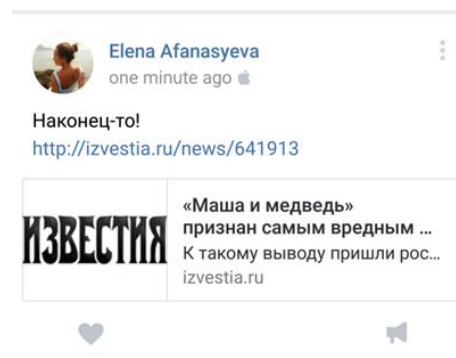 Elena Afanasyeva
one minute ago
Наконец-то!
http://izvestia.ru/news/641913
ИЗВЕСТИЯ
«Маша и медведь»
признан самым вредным ...
К такому выводу пришли рос...
izvestia.ru